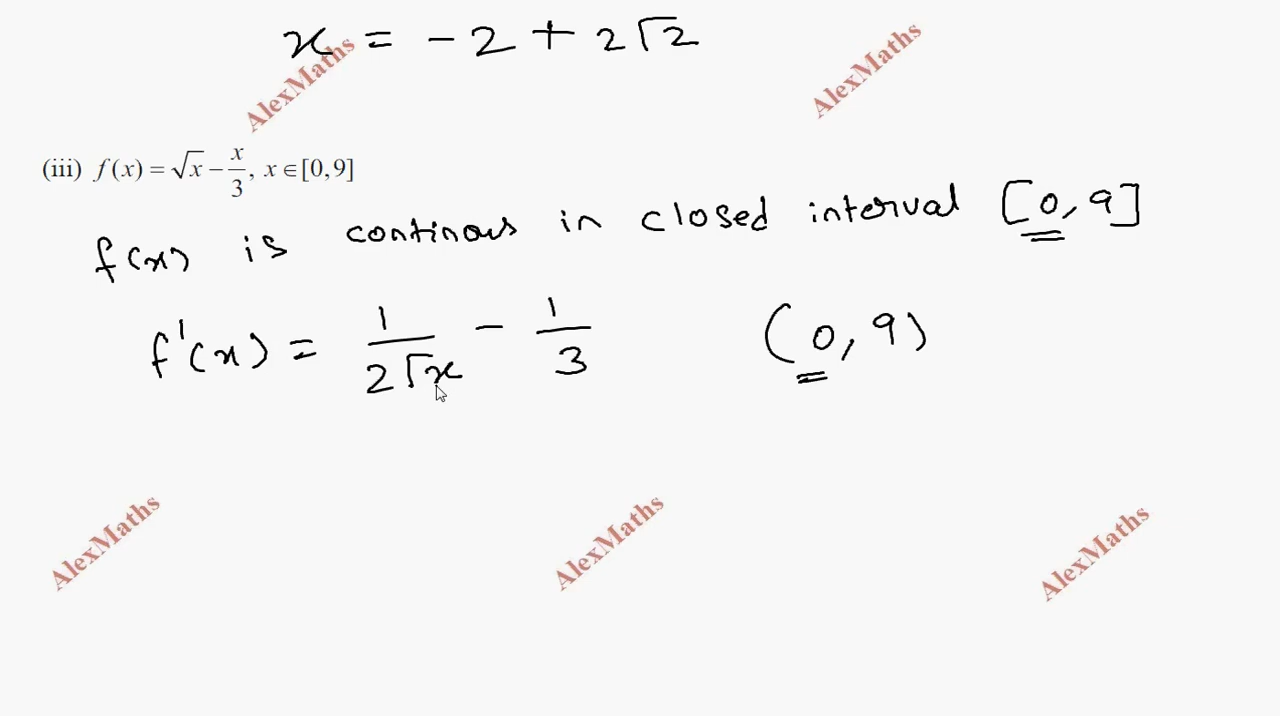 x = -2 + 2√2
AlexMaths
AlexMaths
(iii) f(x) = √x - x/3, x ∈ [0,9]
f(x) is continous in closed interval [0, 9]
f'(x) = 1/2√x - 1/3 (0, 9)
AlexMaths
AlexMaths
AlexMaths